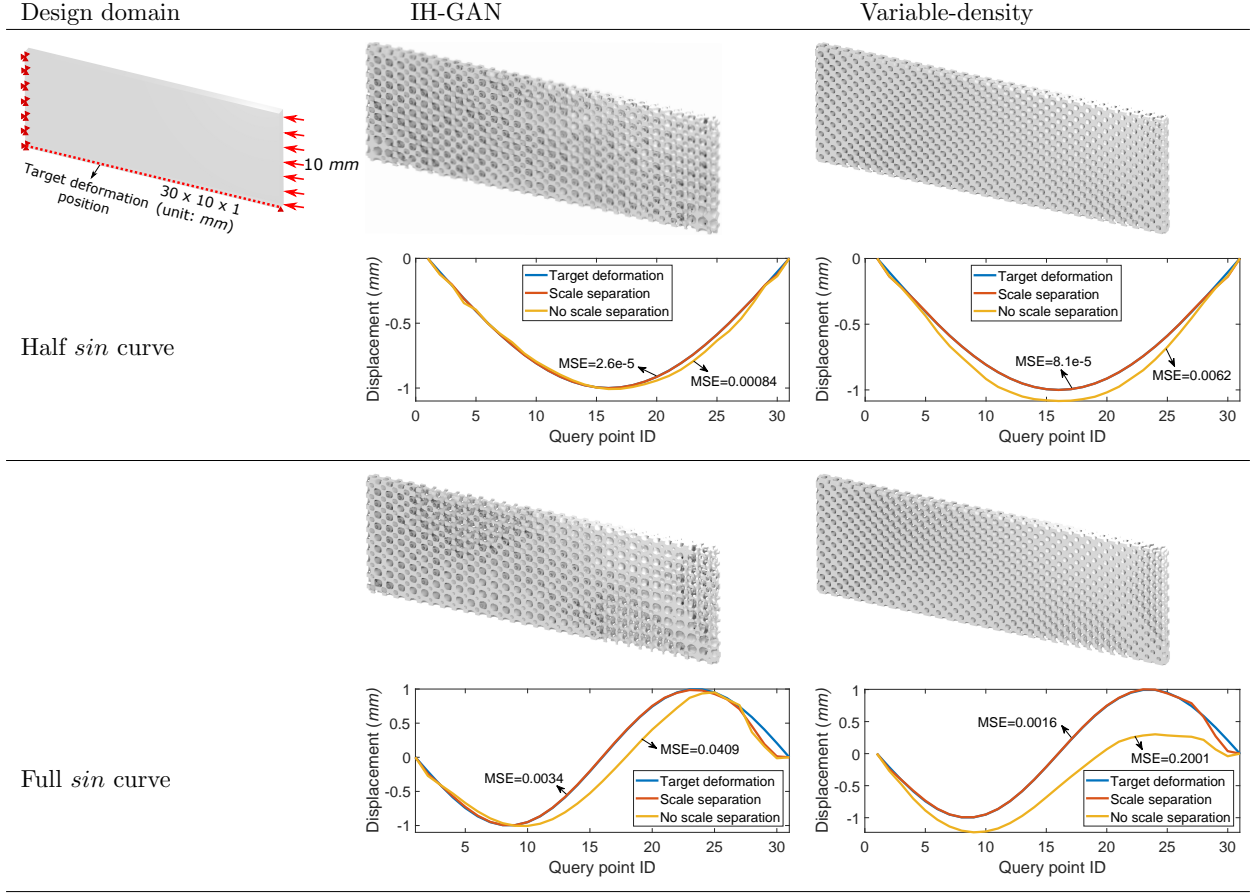 Design domain
IH-GAN
Variable-density
10 mm
Target deformation
position
30 x 10 x 1
(unit: mm)
Half sin curve
Displacement (mm)
0
-0.5
-1
Target deformation
Scale separation
No scale separation
MSE=2.6e-5
MSE=0.00084
0 5 10 15 20 25 30
Query point ID
Displacement (mm)
0
-0.5
-1
Target deformation
Scale separation
No scale separation
MSE=8.1e-5
MSE=0.0062
0 5 10 15 20 25 30
Query point ID
Full sin curve
Displacement (mm)
1
0.5
0
-0.5
-1
MSE=0.0409
MSE=0.0034
Target deformation
Scale separation
No scale separation
0 5 10 15 20 25 30
Query point ID
Displacement (mm)
1
0.5
0
-0.5
-1
MSE=0.0016
MSE=0.2001
Target deformation
Scale separation
No scale separation
0 5 10 15 20 25 30
Query point ID